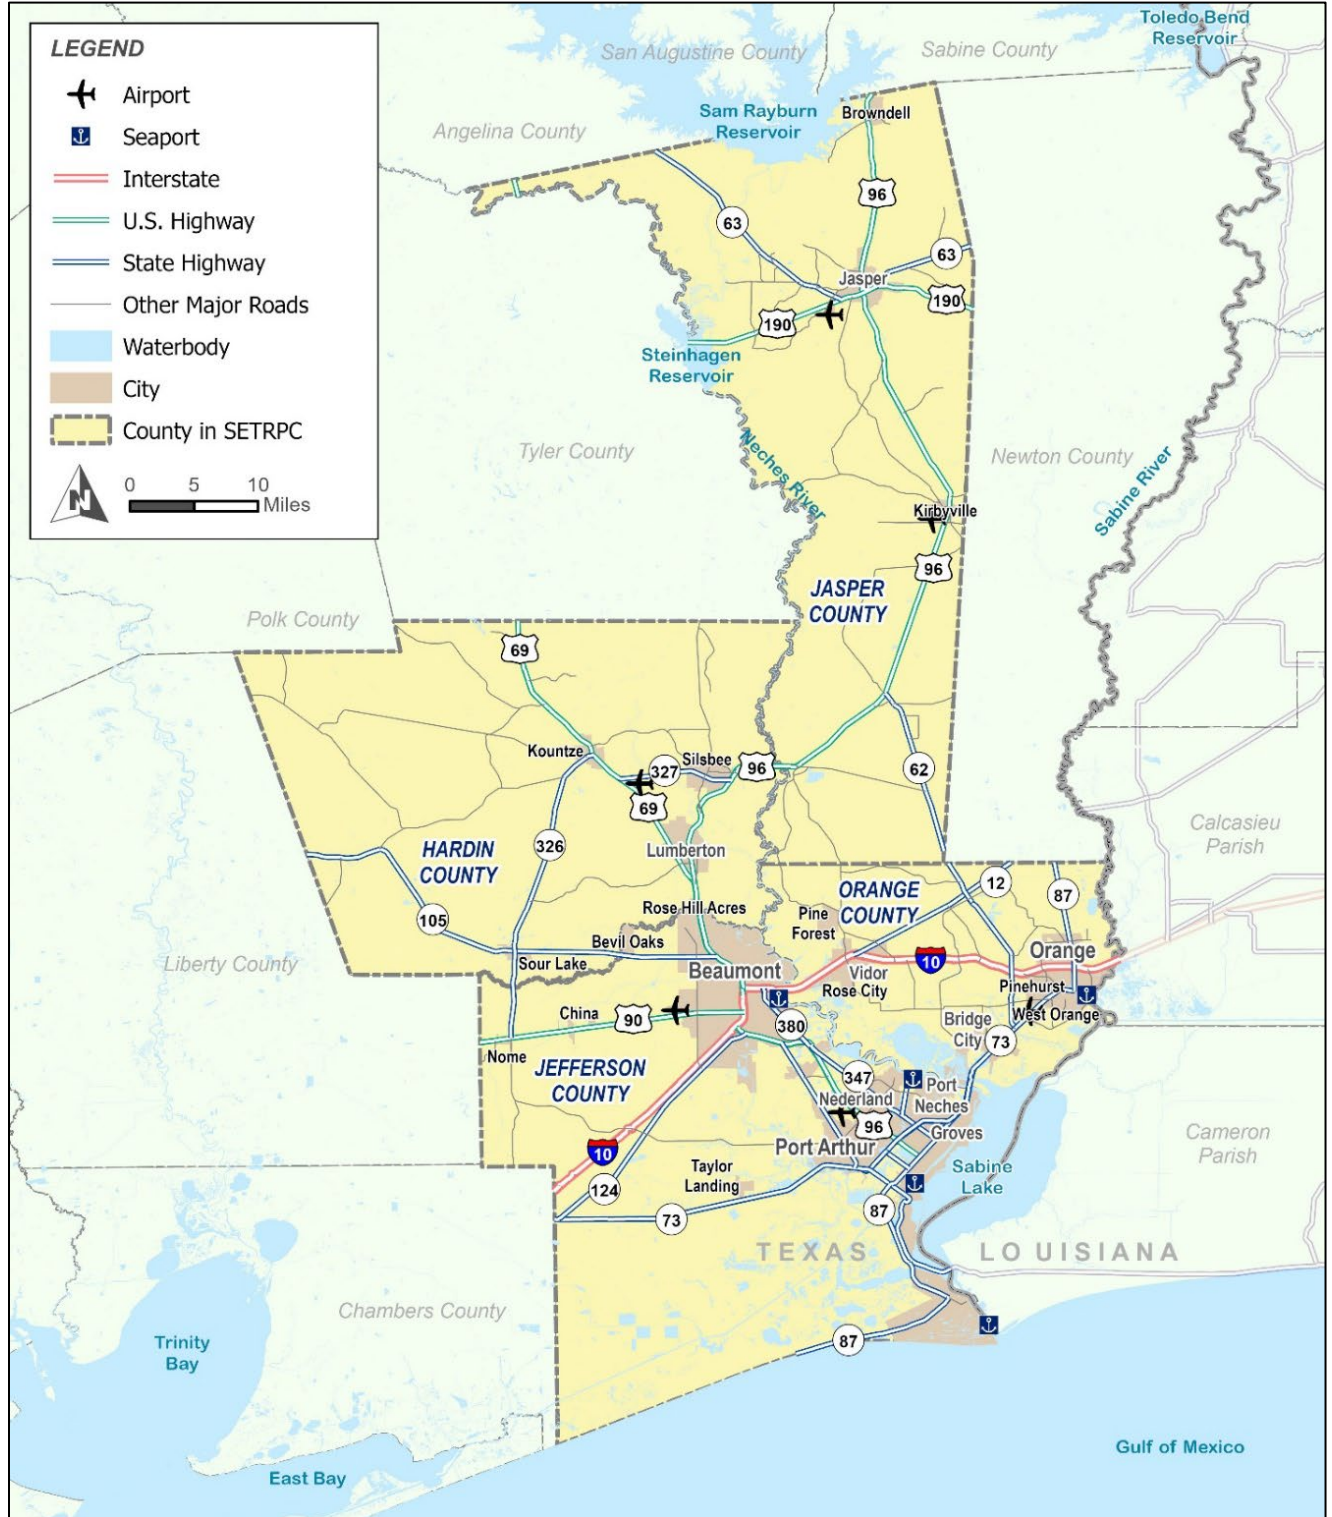 LEGEND
Airport
Seaport
Interstate
U.S. Highway
State Highway
Other Major Roads
Waterbody
City
County in SETRPC
N
0 5 10
Miles
Toledo Bend
Reservoir
San Augustine County
Sabine County
Sam Rayburn
Reservoir
Browndell
Angelina County
96
63
63
Jasper
190
190
Steinhagen
Reservoir
Tyler County
Neches River
Newton County
Sabine River
Kirbyville
96
JASPER
COUNTY
Polk County
69
Kountze
327
Silsbee
96
69
62
326
Lumberton
HARDIN
COUNTY
Calcasieu
Parish
ORANGE
COUNTY
12
87
105
Rose Hill Acres
Pine
Forest
Bevil Oaks
Orange
Liberty County
Sour Lake
Beaumont
10
Vidor
Rose City
Pinehurst
West Orange
China
90
380
Bridge
City
73
Nome
JEFFERSON
COUNTY
347
Nederland
Port
Neches
96
Groves
Port Arthur
10
Cameron
Parish
Taylor
Landing
Sabine
Lake
124
73
87
TEXAS
LOUISIANA
Chambers County
Trinity
Bay
87
Gulf of Mexico
East Bay